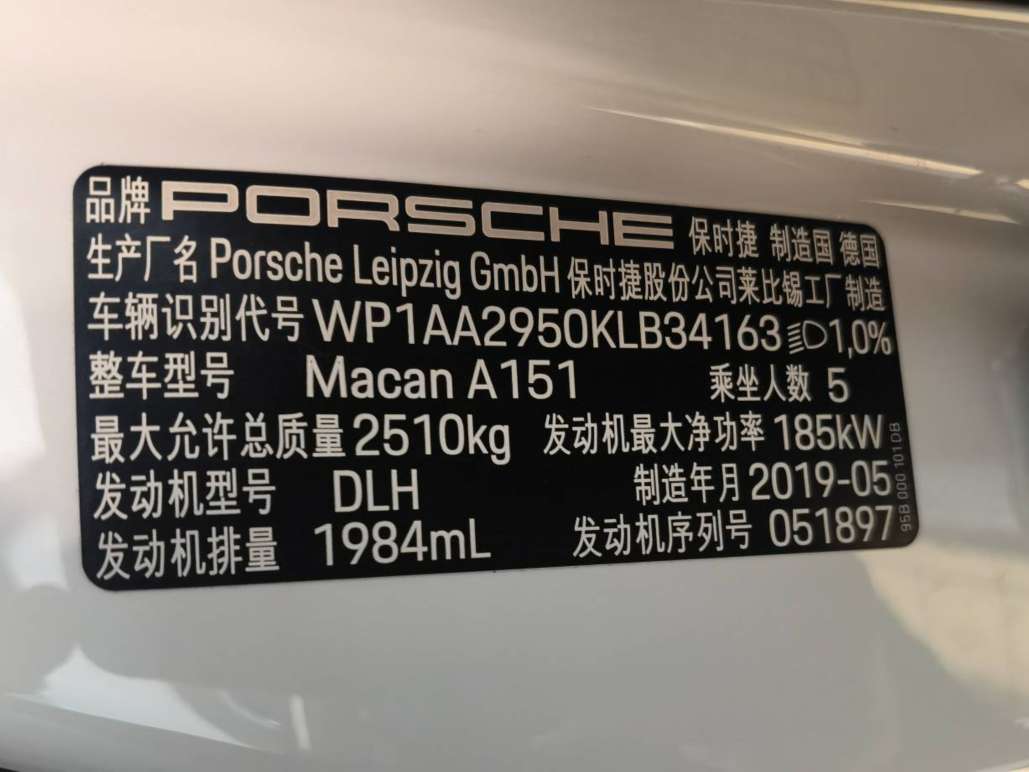 品牌 PORSCHE 保时捷 制造国 德国
生产厂名 Porsche Leipzig GmbH 保时捷股份公司莱比锡工厂制造
车辆识别代号 WP1AA2950KLB34163 1,0%
整车型号 Macan A151 乘坐人数 5
最大允许总质量 2510kg 发动机最大净功率 185kW
发动机型号 DLH 制造年月 2019-05
发动机排量 1984mL 发动机序列号 051897
95B 000 101 DB